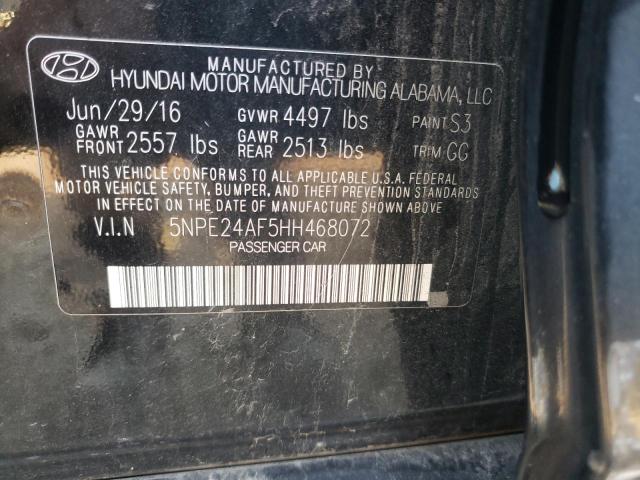 MANUFACTURED BY
HYUNDAI MOTOR MANUFACTURING ALABAMA, LLC
Jun/29/16 GVWR 4497 lbs PAINT S3
GAWR FRONT 2557 lbs GAWR REAR 2513 lbs TRIM GG
THIS VEHICLE CONFORMS TO ALL APPLICABLE U.S.A. FEDERAL
MOTOR VEHICLE SAFETY, BUMPER, AND THEFT PREVENTION STANDARDS
IN EFFECT ON THE DATE OF MANUFACTURE SHOWN ABOVE.
V.I.N 5NPE24AF5HH468072
PASSENGER CAR